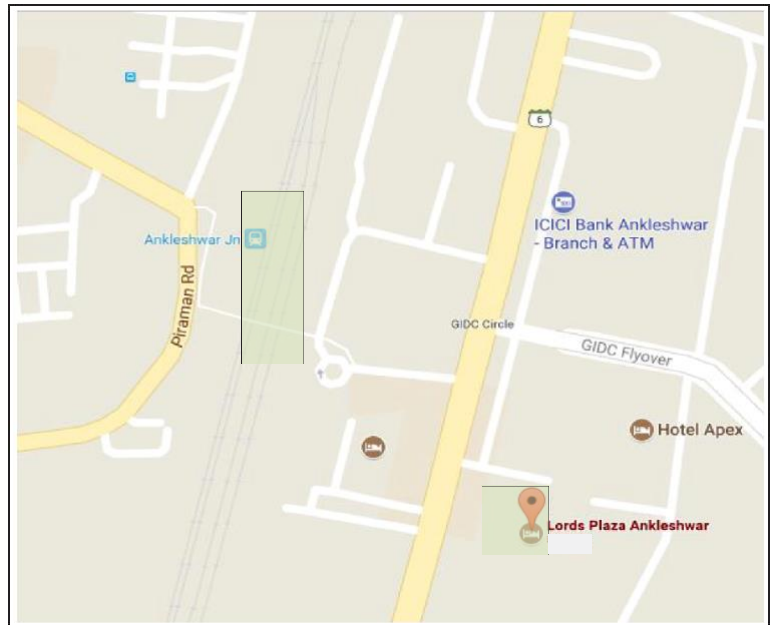 6
ICICI Bank Ankleshwar
- Branch & ATM
Ankleshwar Jn
Piraman Rd
GIDC Circle
GIDC Flyover
Hotel Apex
Lords Plaza Ankleshwar